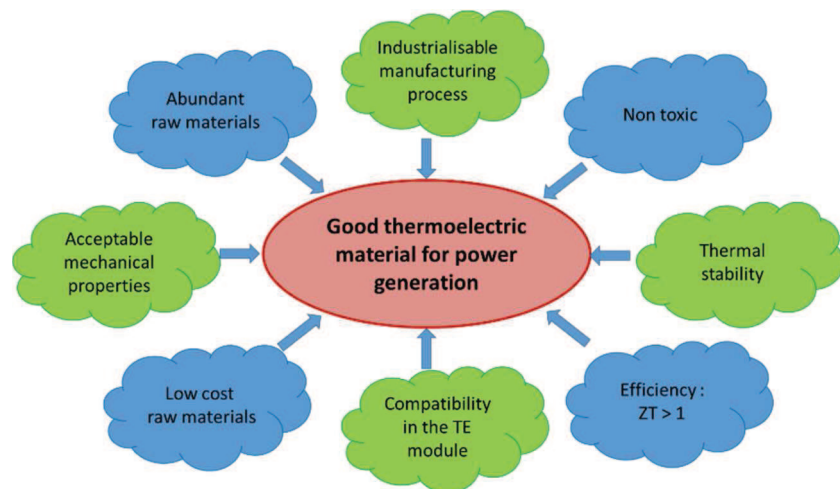 Industrialisable
manufacturing
process
Abundant
raw materials
Non toxic
Good thermoelectric
material for power
generation
Acceptable
mechanical
properties
Thermal
stability
Low cost
raw materials
Compatibility
in the TE
module
Efficiency :
ZT > 1